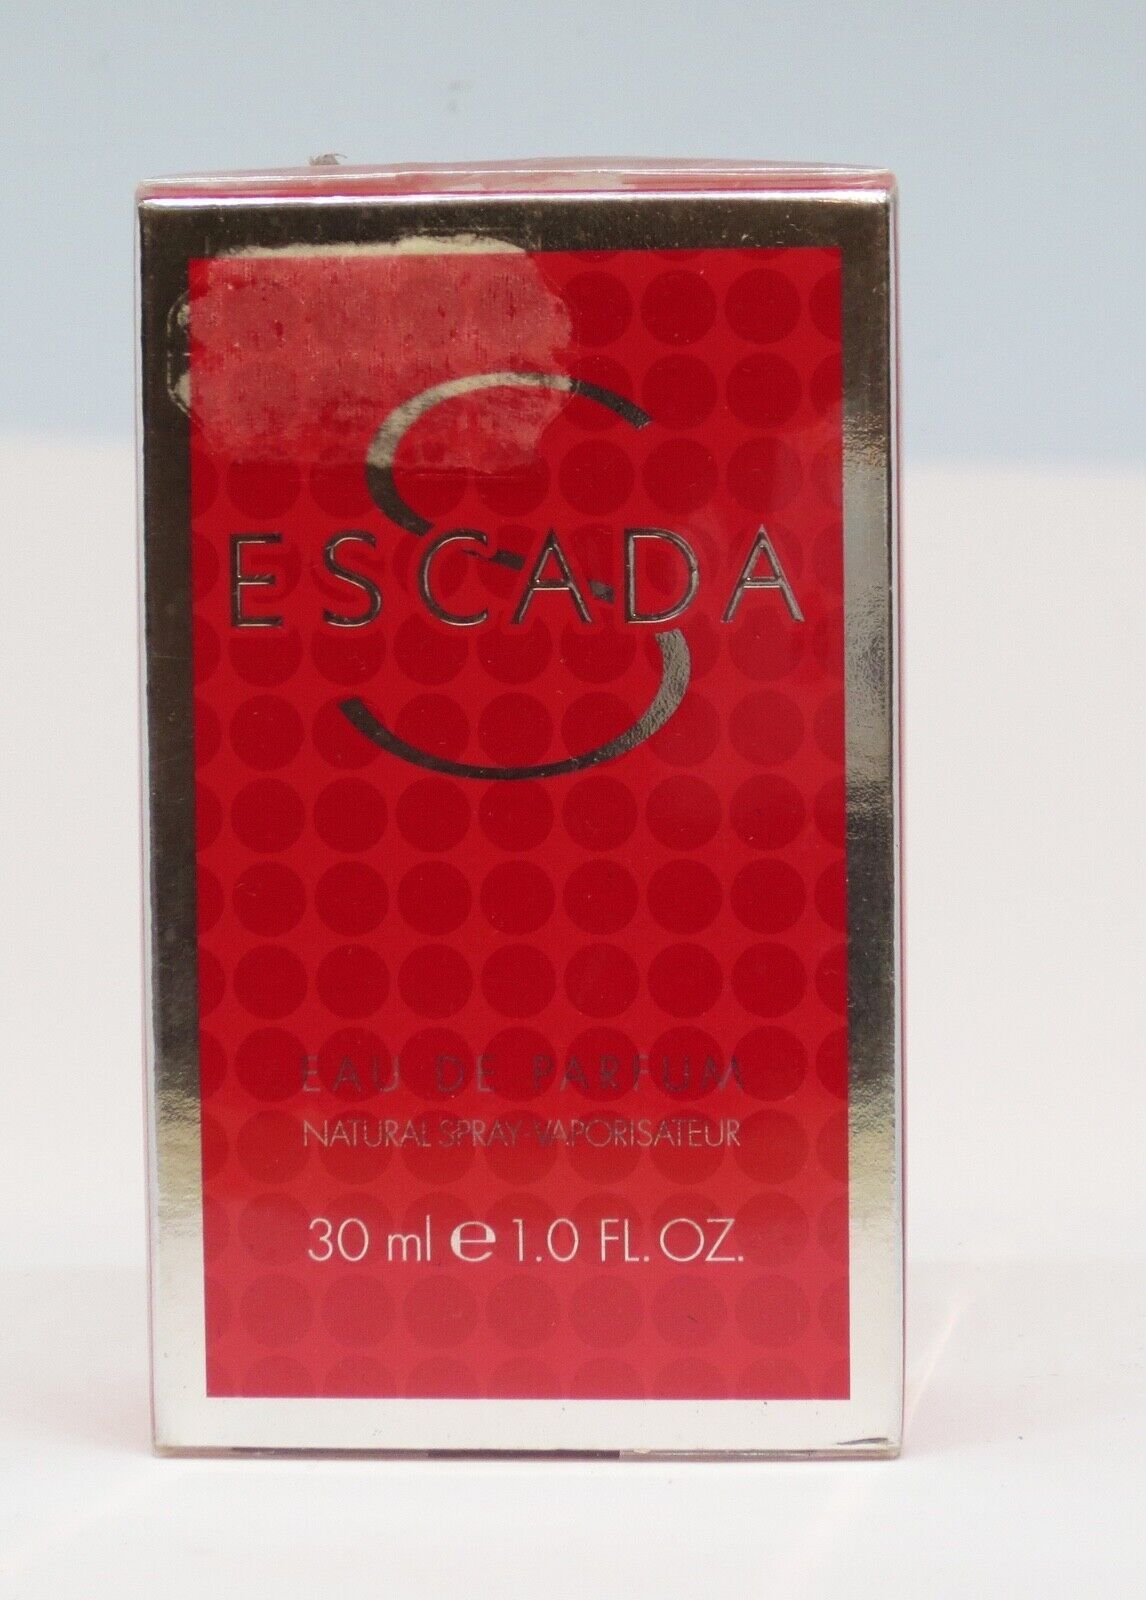 S
ESCADA
EAU DE PARFUM
NATURAL SPRAY-VAPORISATEUR
30 ml ℮ 1.0 FL. OZ.